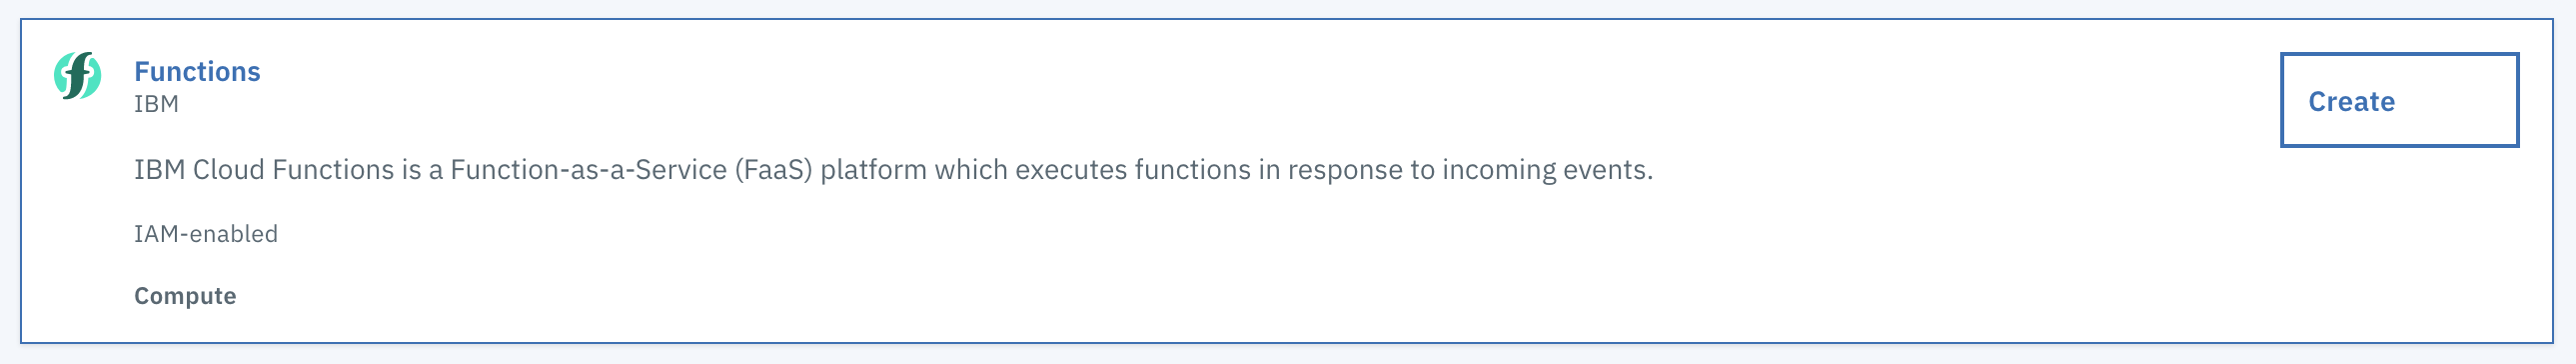 Functions
IBM
Create
IBM Cloud Functions is a Function-as-a-Service (FaaS) platform which executes functions in response to incoming events.
IAM-enabled
Compute